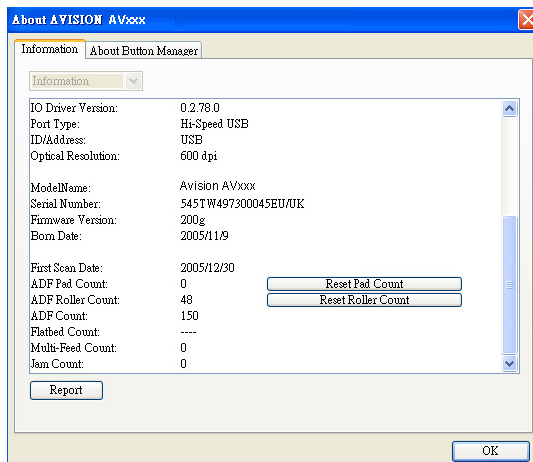 About AVISION AVxxx
Information About Button Manager
Information
IO Driver Version: 0.2.78.0
Port Type: Hi-Speed USB
ID/Address: USB
Optical Resolution: 600 dpi
ModelName: Avision AVxxx
Serial Number: 545TW497300045EU/UK
Firmware Version: 200g
Born Date: 2005/11/9
First Scan Date: 2005/12/30
ADF Pad Count: 0 Reset Pad Count
ADF Roller Count: 48 Reset Roller Count
ADF Count: 150
Flatbed Count: ----
Multi-Feed Count: 0
Jam Count: 0
Report
OK